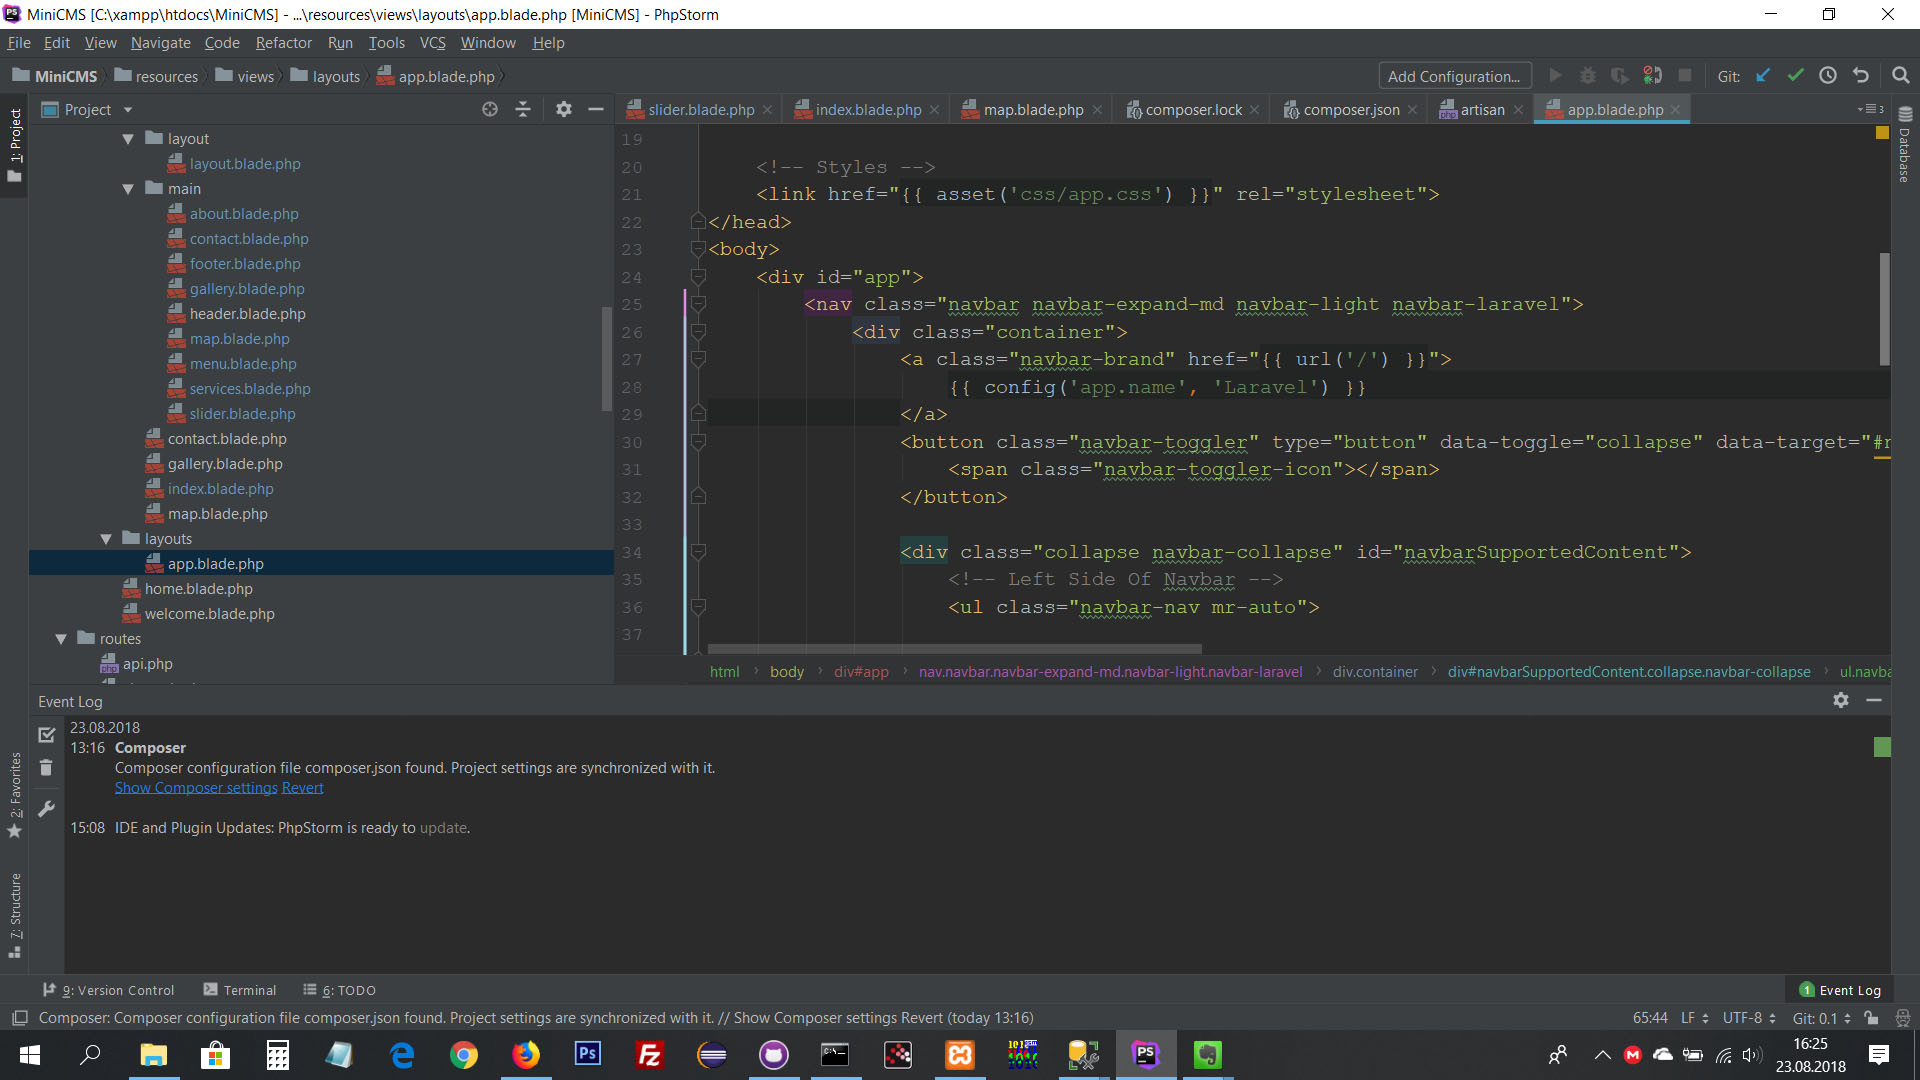 MiniCMS [C:\xampp\htdocs\MiniCMS] - ...\resources\views\layouts\app.blade.php [MiniCMS] - PhpStorm
File Edit View Navigate Code Refactor Run Tools VCS Window Help
MiniCMS resources views layouts app.blade.php
Add Configuration...
Git:
1: Project
Project
slider.blade.php index.blade.php map.blade.php composer.lock composer.json artisan app.blade.php
3
Database
layout
layout.blade.php
main
about.blade.php
contact.blade.php
footer.blade.php
gallery.blade.php
header.blade.php
map.blade.php
menu.blade.php
services.blade.php
slider.blade.php
contact.blade.php
gallery.blade.php
index.blade.php
map.blade.php
layouts
app.blade.php
home.blade.php
welcome.blade.php
routes
api.php
19
20 <!-- Styles -->
21 <link href="{{ asset('css/app.css') }}" rel="stylesheet">
22 </head>
23 <body>
24 <div id="app">
25 <nav class="navbar navbar-expand-md navbar-light navbar-laravel">
26 <div class="container">
27 <a class="navbar-brand" href="{{ url('/') }}">
28 {{ config('app.name', 'Laravel') }}
29 </a>
30 <button class="navbar-toggler" type="button" data-toggle="collapse" data-target="#n
31 <span class="navbar-toggler-icon"></span>
32 </button>
33
34 <div class="collapse navbar-collapse" id="navbarSupportedContent">
35 <!-- Left Side Of Navbar -->
36 <ul class="navbar-nav mr-auto">
37
html body div#app nav.navbar.navbar-expand-md.navbar-light.navbar-laravel div.container div#navbarSupportedContent.collapse.navbar-collapse ul.navba
Event Log
23.08.2018
13:16 Composer
Composer configuration file composer.json found. Project settings are synchronized with it.
Show Composer settings Revert
15:08 IDE and Plugin Updates: PhpStorm is ready to update.
2: Favorites
7: Structure
9: Version Control Terminal 6: TODO
1 Event Log
Composer: Composer configuration file composer.json found. Project settings are synchronized with it. // Show Composer settings Revert (today 13:16)
65:44 LF UTF-8 Git: 0.1
16:25
23.08.2018